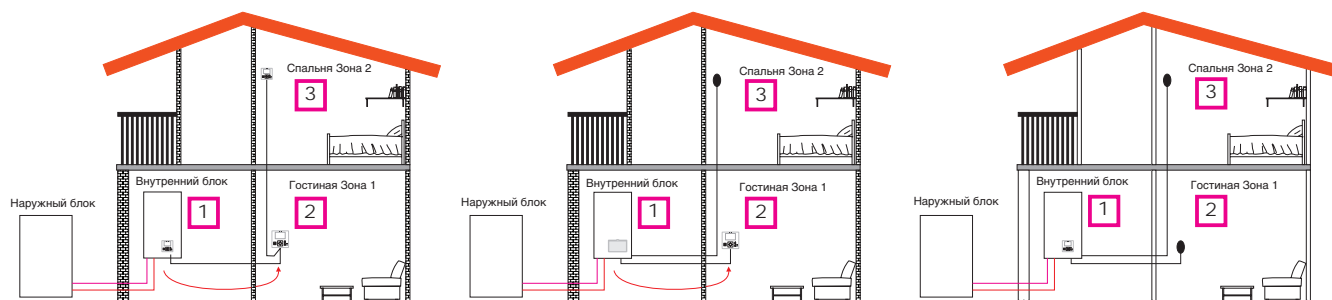 Спальня Зона 2
3
Внутренний блок
Гостиная Зона 1
Наружный блок
1
2
Спальня Зона 2
3
Внутренний блок
Гостиная Зона 1
Наружный блок
1
2
Спальня Зона 2
3
Внутренний блок
Гостиная Зона 1
Наружный блок
1
2